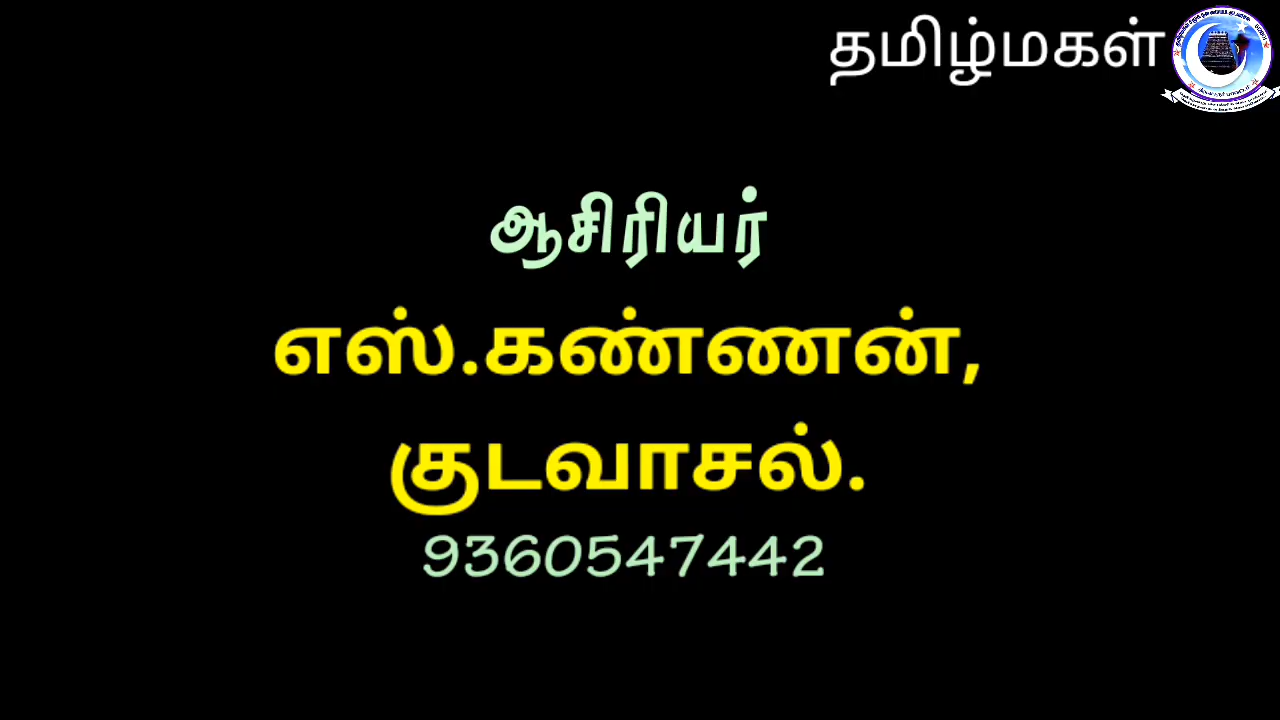 தமிழ்மகள்
ஆசிரியர்
எஸ்.கண்ணன்,
குடவாசல்.
9360547442